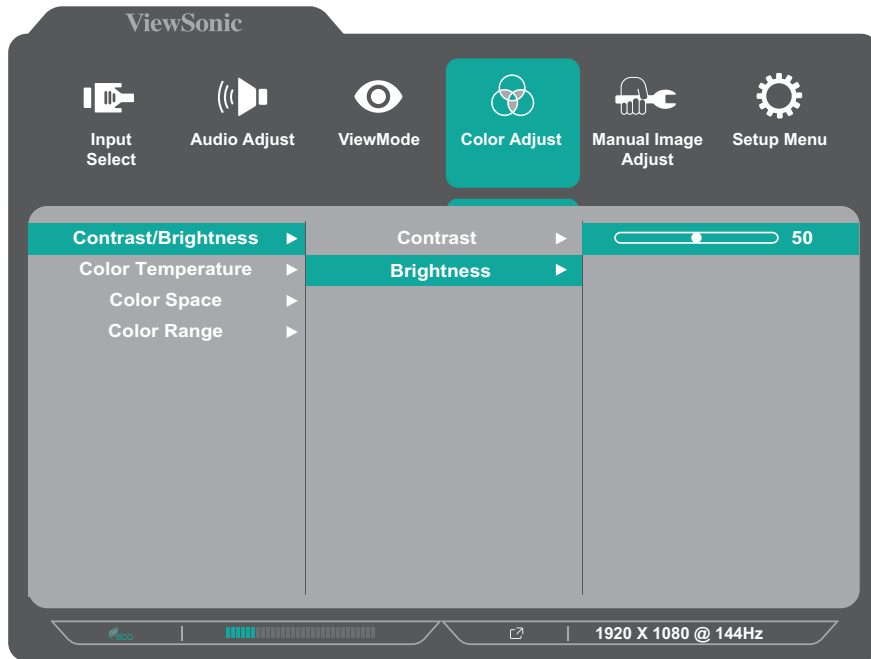 ViewSonic
Input
Select
Audio Adjust
ViewMode
Color Adjust
Manual Image
Adjust
Setup Menu
Contrast/Brightness
Contrast
50
Color Temperature
Brightness
Color Space
Color Range
eco
1920 X 1080 @ 144Hz